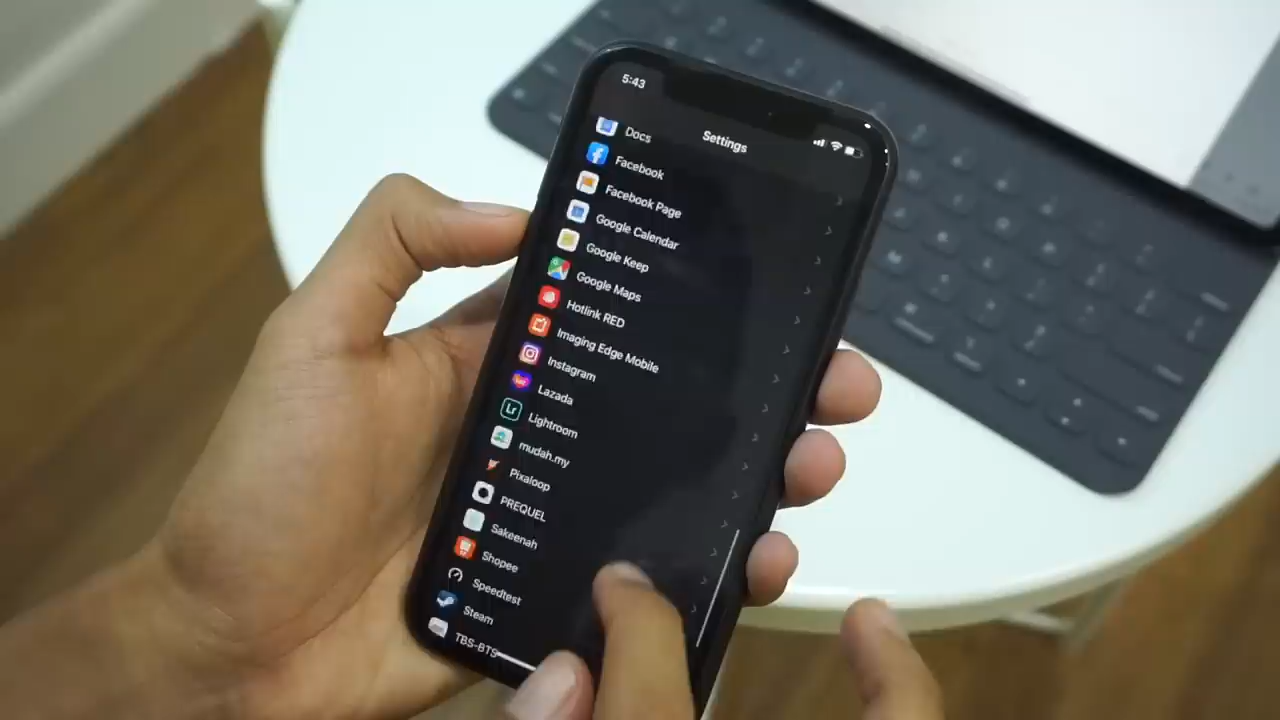 5:43
Settings
Docs
Facebook
Facebook Page
Google Calendar
Google Keep
Google Maps
Hotlink RED
Imaging Edge Mobile
Instagram
Lazada
Lr
Lightroom
mudah.my
Pixaloop
PREQUEL
Sakeenah
Shopee
Speedtest
Steam
TBS-BTS